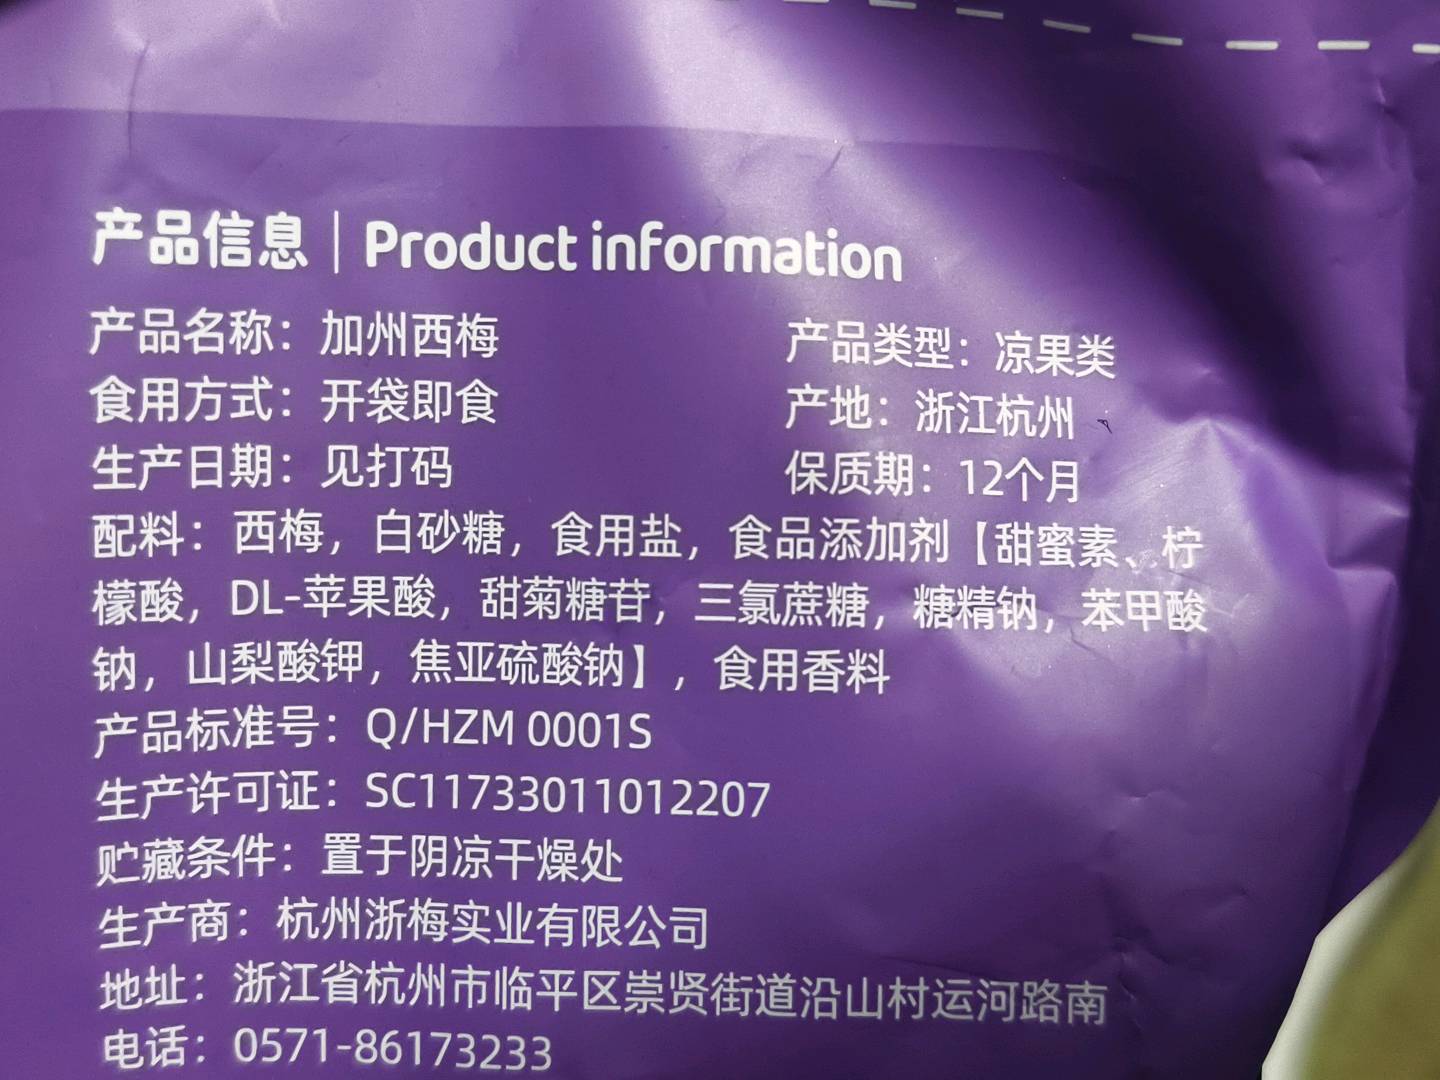 产品信息 | Product information
产品名称：加州西梅 产品类型：凉果类
食用方式：开袋即食 产地：浙江杭州
生产日期：见打码 保质期：12个月
配料：西梅，白砂糖，食用盐，食品添加剂【甜蜜素、柠
檬酸，DL-苹果酸，甜菊糖苷，三氯蔗糖，糖精钠，苯甲酸
钠，山梨酸钾，焦亚硫酸钠】，食用香料
产品标准号：Q/HZM 0001S
生产许可证：SC11733011012207
贮藏条件：置于阴凉干燥处
生产商：杭州浙梅实业有限公司
地址：浙江省杭州市临平区崇贤街道沿山村运河路南
电话：0571-86173233